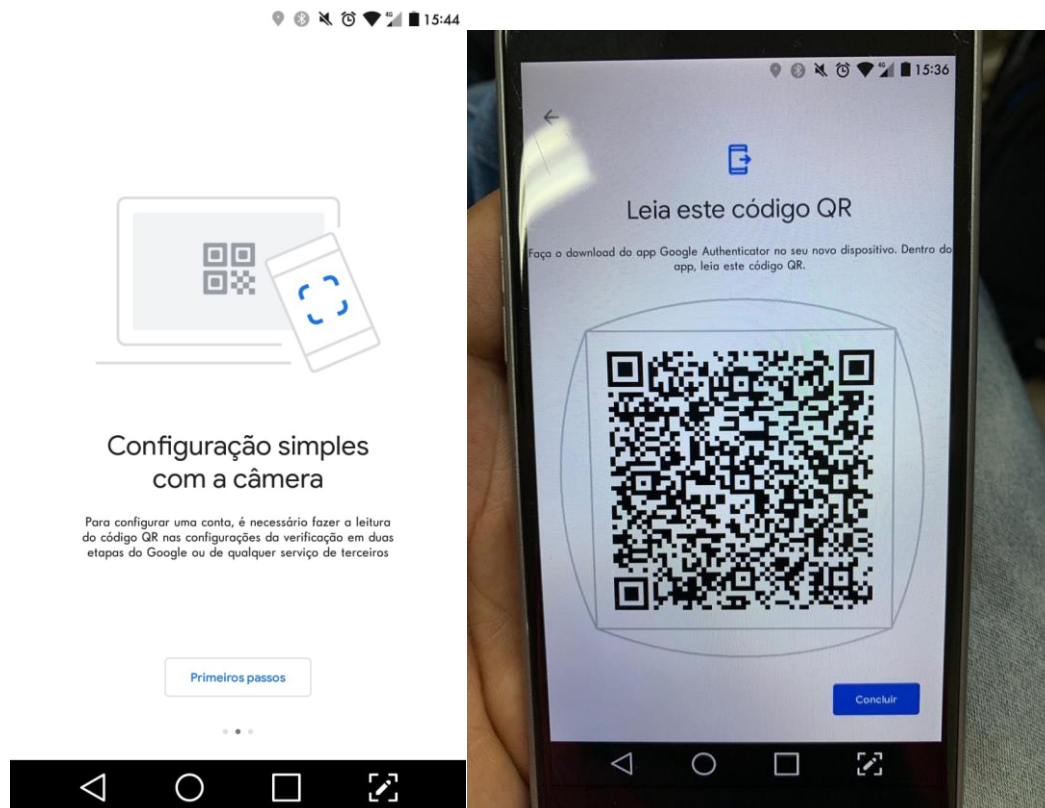 4G 15:44
Configuração simples
com a câmera
Para configurar uma conta, é necessário fazer a leitura
do código QR nas configurações da verificação em duas
etapas do Google ou de qualquer serviço de terceiros
Primeiros passos
4G 15:36
Leia este código QR
Faça o download do app Google Authenticator no seu novo dispositivo. Dentro do
app, leia este código QR.
Concluir